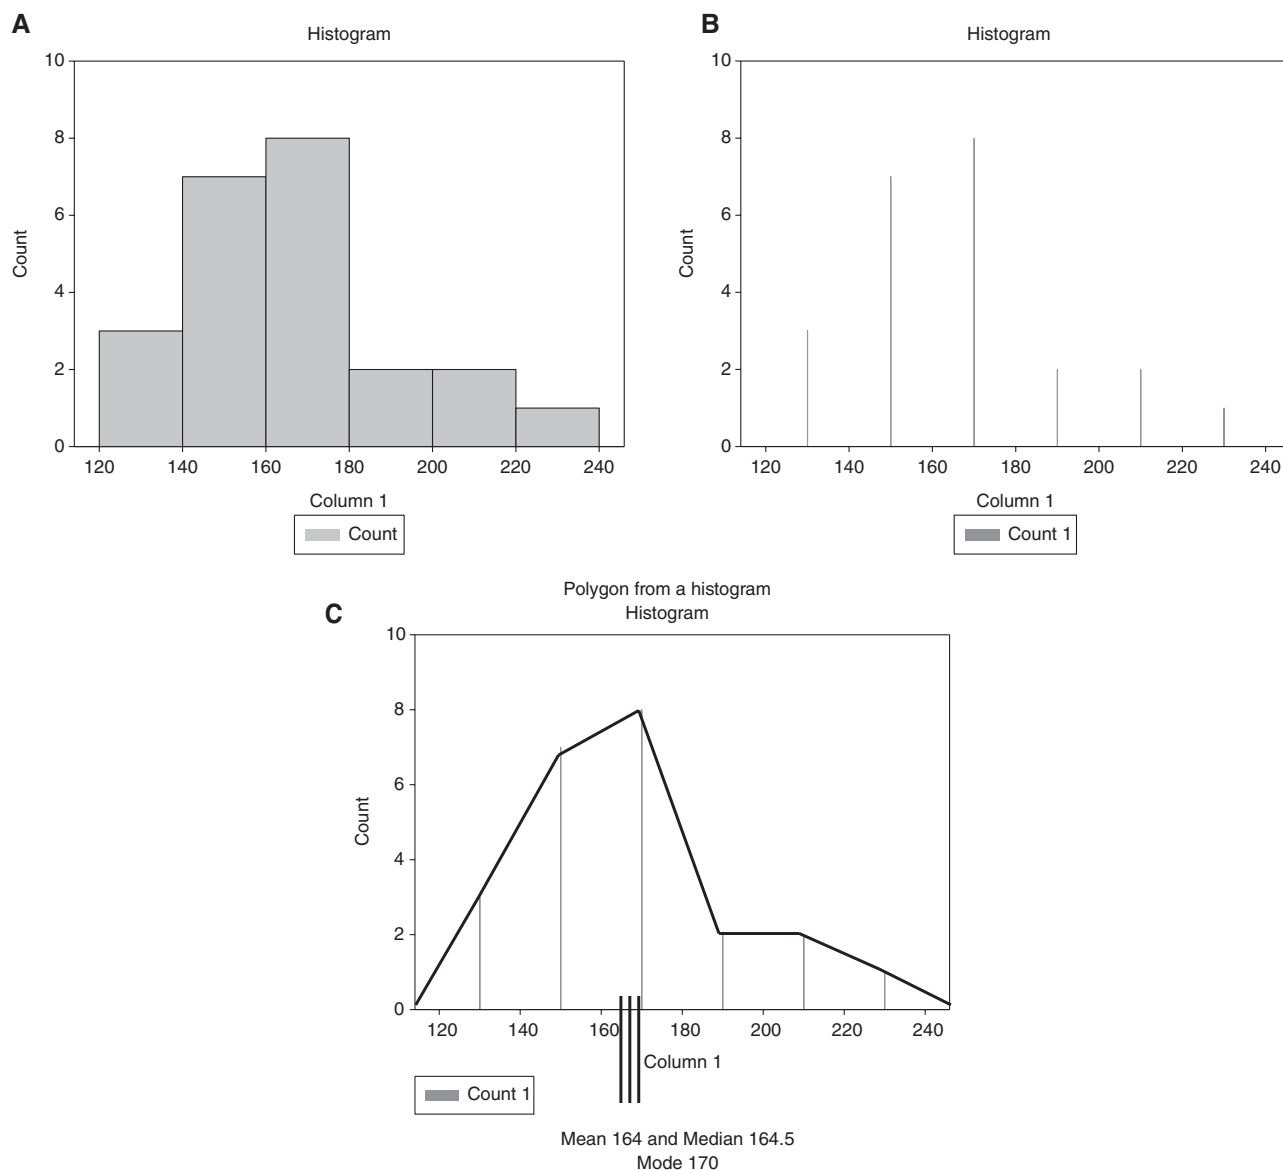 A
Histogram
10
8
6
4
2
0
Count
120 140 160 180 200 220 240
Column 1
Count
B
Histogram
10
8
6
4
2
0
Count
120 140 160 180 200 220 240
Column 1
Count 1
Polygon from a histogram
C
Histogram
10
8
6
4
2
0
Count
120 140 160 180 200 220 240
Column 1
Count 1
Mean 164 and Median 164.5
Mode 170